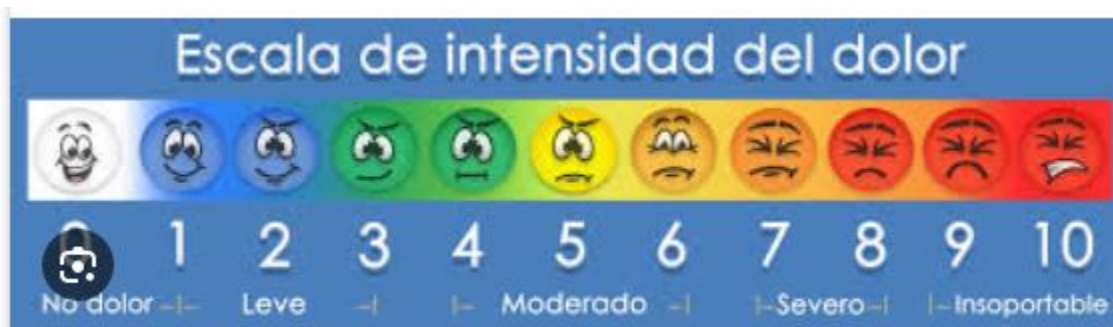 Escala de intensidad del dolor
0 1 2 3 4 5 6 7 8 9 10
No dolor Leve Moderado Severo Insoportable